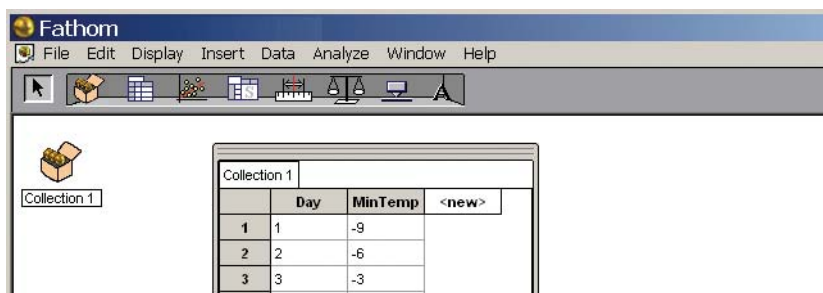 Fathom
File Edit Display Insert Data Analyze Window Help
S A
Collection 1
Collection 1
Day MinTemp <new>
1 1 -9
2 2 -6
3 3 -3